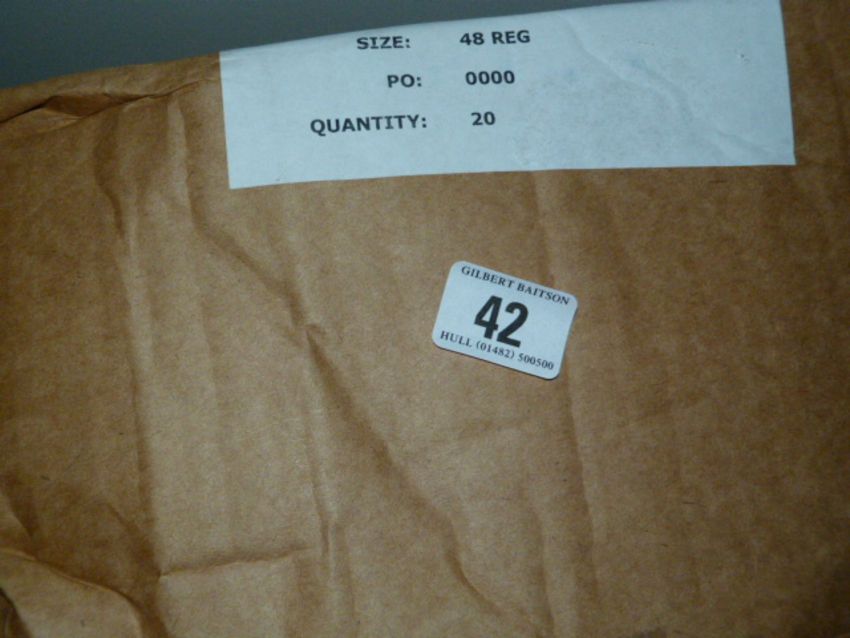 SIZE: 48 REG
PO: 0000
QUANTITY: 20
GILBERT BAITSON
42
HULL (01482) 500500